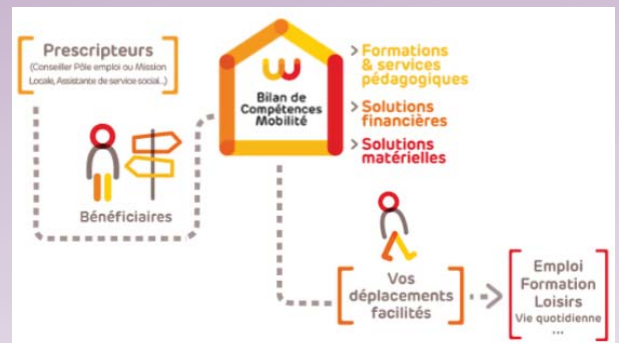 Prescripteurs
(Conseiller Pôle emploi ou Mission
Locale, Assistante de service social...)
Bénéficiaires
Bilan de
Compétences
Mobilité
> Formations
& services
pédagogiques
> Solutions
financières
> Solutions
matérielles
Vos
déplacements
facilités
Emploi
Formation
Loisirs
Vie quotidienne
...